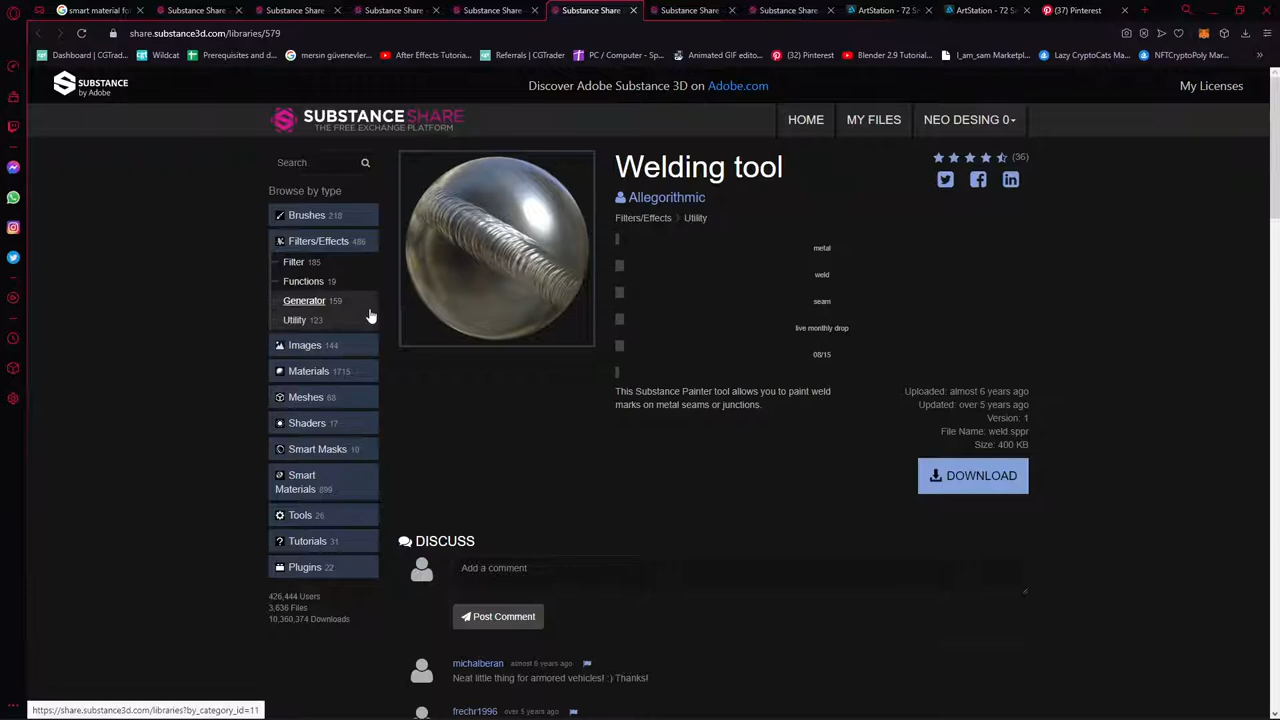 smart material fo
Substance Share
Substance Share
Substance Share
Substance Share
Substance Share
Substance Share
Substance Share
ArtStation - 72 S
ArtStation - 72 S
(37) Pinterest
share.substance3d.com/libraries/579
Dashboard | CGTrader
Wildcat
Prerequisites and d...
mersin güvenevler...
After Effects Tutoria...
Referrals | CGTrader
PC / Computer - Sp...
Animated GIF edito...
(32) Pinterest
Blender 2.9 Tutorial...
I_am_sam Marketpl...
Lazy CryptoCats Ma...
NFTCryptoPoly Mar...
SUBSTANCE
by Adobe
Discover Adobe Substance 3D on Adobe.com
My Licenses
SUBSTANCE SHARE
THE FREE EXCHANGE PLATFORM
HOME
MY FILES
NEO DESING 0
Search
Browse by type
Brushes 218
Filters/Effects 486
Filter 185
Functions 19
Generator 159
Utility 123
Images 144
Materials 1715
Meshes 68
Shaders 17
Smart Masks 10
Smart
Materials 899
Tools 26
Tutorials 31
Plugins 22
426,444 Users
3,636 Files
10,360,374 Downloads
Welding tool
Allegorithmic
Filters/Effects > Utility
(36)
metal
weld
seam
live monthly drop
08/15
This Substance Painter tool allows you to paint weld
marks on metal seams or junctions.
Uploaded: almost 6 years ago
Updated: over 5 years ago
Version: 1
File Name: weld.sppr
Size: 400 KB
DOWNLOAD
DISCUSS
Add a comment
Post Comment
michalberan almost 6 years ago
Neat little thing for armored vehicles! :) Thanks!
frechr1996 over 5 years ago
https://share.substance3d.com/libraries?by_category_id=11